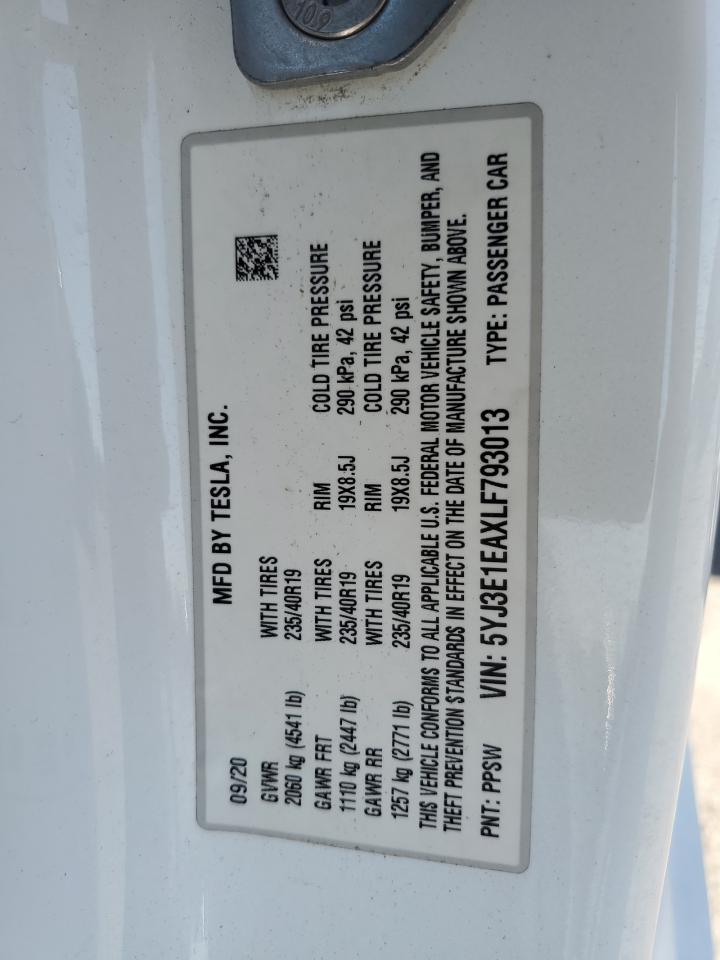 109
MFD BY TESLA, INC.
09/20
GVWR WITH TIRES
2060 kg (4541 lb) 235/40R19
GAWR FRT WITH TIRES RIM COLD TIRE PRESSURE
1110 kg (2447 lb) 235/40R19 19X8.5J 290 kPa, 42 psi
GAWR RR WITH TIRES RIM COLD TIRE PRESSURE
1257 kg (2771 lb) 235/40R19 19X8.5J 290 kPa, 42 psi
THIS VEHICLE CONFORMS TO ALL APPLICABLE U.S. FEDERAL MOTOR VEHICLE SAFETY, BUMPER, AND
THEFT PREVENTION STANDARDS IN EFFECT ON THE DATE OF MANUFACTURE SHOWN ABOVE.
PNT: PPSW VIN: 5YJ3E1EAXLF793013 TYPE: PASSENGER CAR